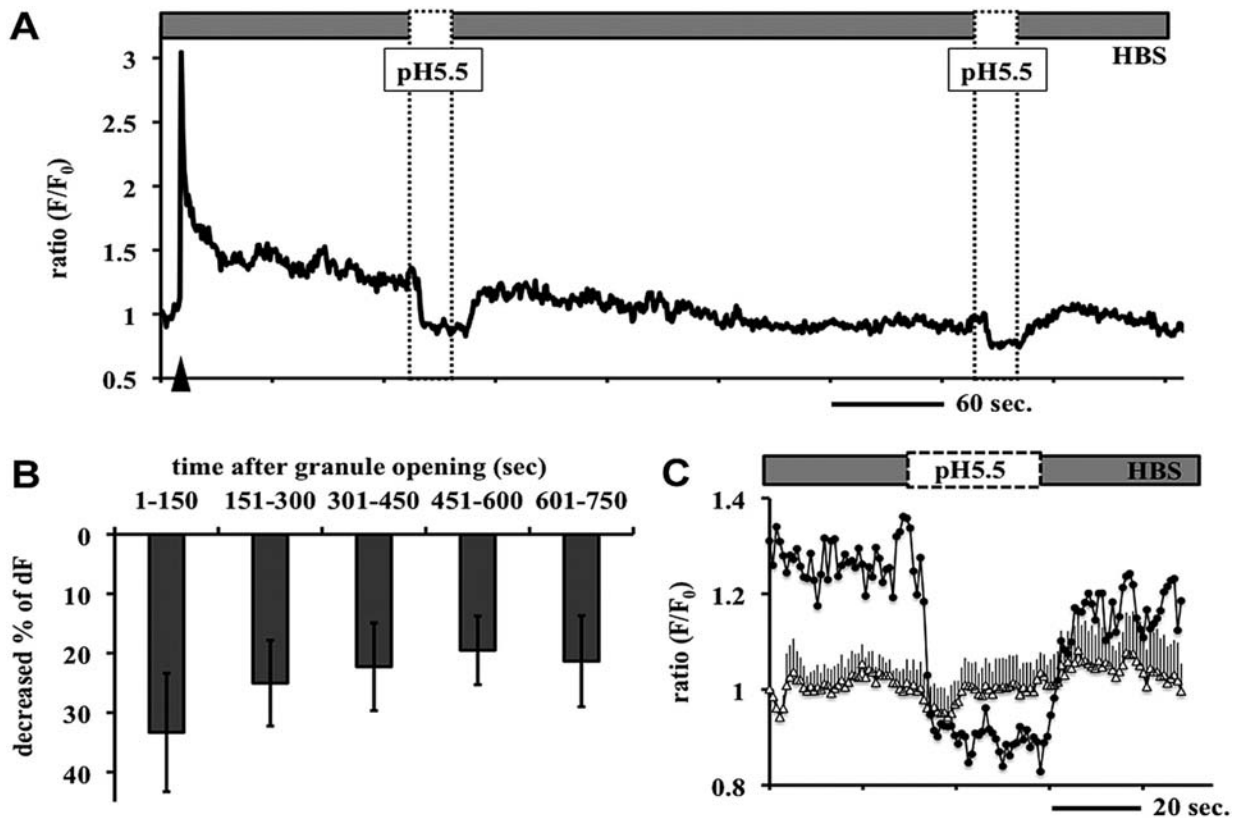 A
HBS
pH5.5
pH5.5
3
2.5
2
1.5
1
0.5
ratio (F/F0)
60 sec.
B
time after granule opening (sec)
1-150 151-300 301-450 451-600 601-750
0
10
20
30
40
decreased % of dF
C
pH5.5
HBS
1.4
1.2
1
0.8
ratio (F/F0)
20 sec.